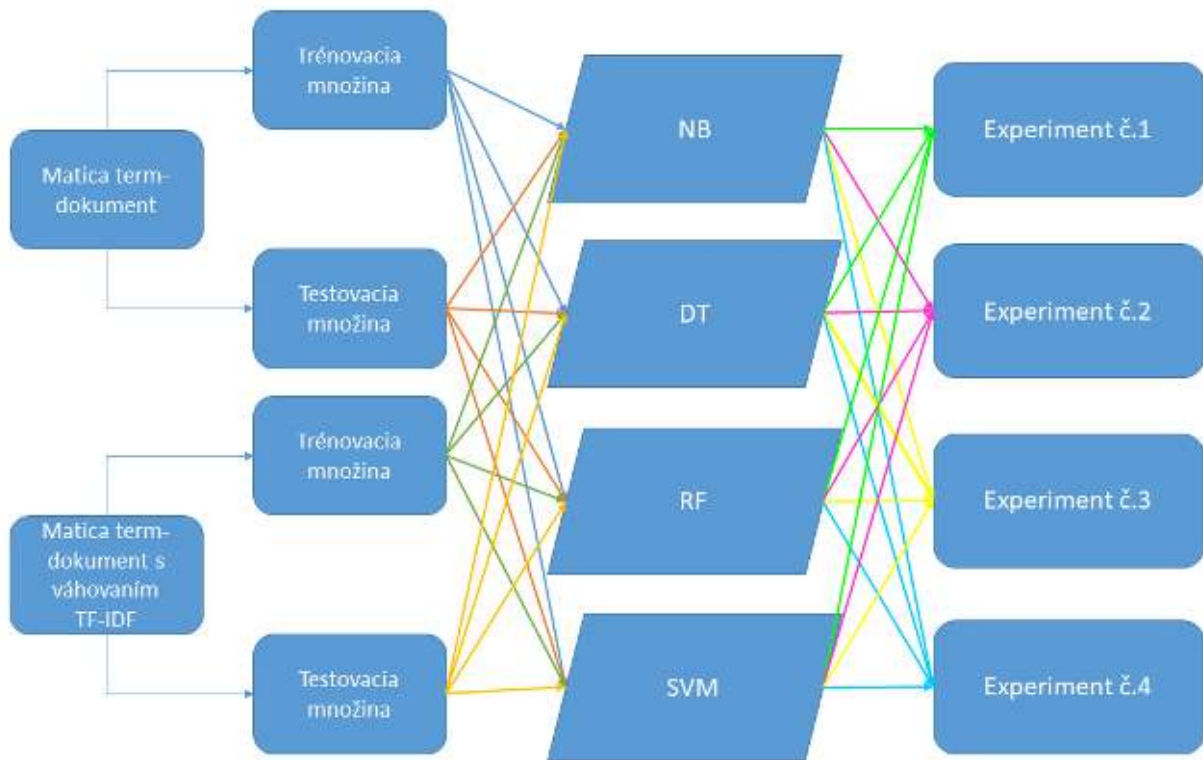 Matica term-
dokument
Matica term-
dokument s
váhovaním
TF-IDF
Trénovacia
množina
Testovacia
množina
Trénovacia
množina
Testovacia
množina
NB
DT
RF
SVM
Experiment č.1
Experiment č.2
Experiment č.3
Experiment č.4